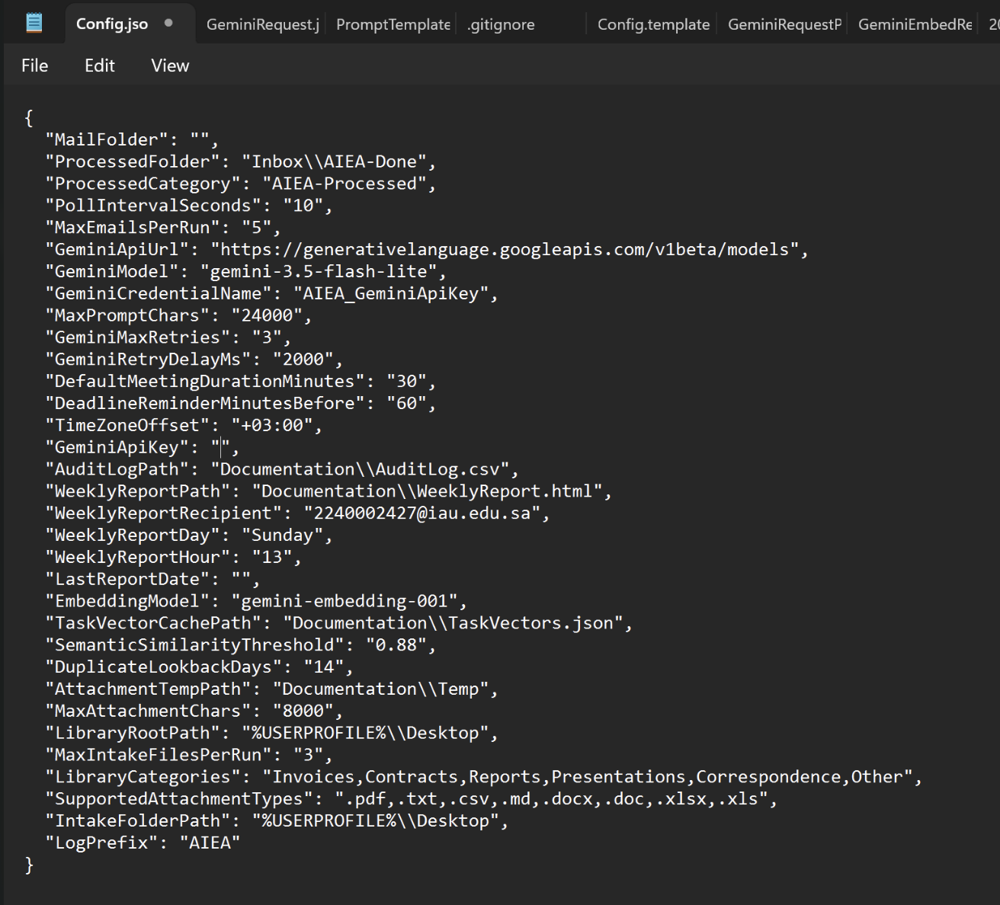 Config.jso GeminiRequest.j PromptTemplate .gitignore Config.template GeminiRequestP GeminiEmbedRe 20
File Edit View
{
  "MailFolder": "",
  "ProcessedFolder": "Inbox\\AIEA-Done",
  "ProcessedCategory": "AIEA-Processed",
  "PollIntervalSeconds": "10",
  "MaxEmailsPerRun": "5",
  "GeminiApiUrl": "https://generativelanguage.googleapis.com/v1beta/models",
  "GeminiModel": "gemini-3.5-flash-lite",
  "GeminiCredentialName": "AIEA_GeminiApiKey",
  "MaxPromptChars": "24000",
  "GeminiMaxRetries": "3",
  "GeminiRetryDelayMs": "2000",
  "DefaultMeetingDurationMinutes": "30",
  "DeadlineReminderMinutesBefore": "60",
  "TimeZoneOffset": "+03:00",
  "GeminiApiKey": "",
  "AuditLogPath": "Documentation\\AuditLog.csv",
  "WeeklyReportPath": "Documentation\\WeeklyReport.html",
  "WeeklyReportRecipient": "2240002427@iau.edu.sa",
  "WeeklyReportDay": "Sunday",
  "WeeklyReportHour": "13",
  "LastReportDate": "",
  "EmbeddingModel": "gemini-embedding-001",
  "TaskVectorCachePath": "Documentation\\TaskVectors.json",
  "SemanticSimilarityThreshold": "0.88",
  "DuplicateLookbackDays": "14",
  "AttachmentTempPath": "Documentation\\Temp",
  "MaxAttachmentChars": "8000",
  "LibraryRootPath": "%USERPROFILE%\\Desktop",
  "MaxIntakeFilesPerRun": "3",
  "LibraryCategories": "Invoices,Contracts,Reports,Presentations,Correspondence,Other",
  "SupportedAttachmentTypes": ".pdf,.txt,.csv,.md,.docx,.doc,.xlsx,.xls",
  "IntakeFolderPath": "%USERPROFILE%\\Desktop",
  "LogPrefix": "AIEA"
}